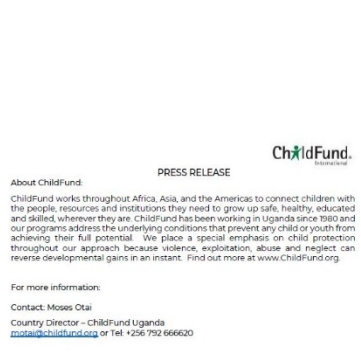 ChildFund.
International
PRESS RELEASE
About ChildFund:
ChildFund works throughout Africa, Asia, and the Americas to connect children with
the people, resources and institutions they need to grow up safe, healthy, educated
and skilled, wherever they are. ChildFund has been working in Uganda since 1980 and
our programs address the underlying conditions that prevent any child or youth from
achieving their full potential. We place a special emphasis on child protection
throughout our approach because violence, exploitation, abuse and neglect can
reverse developmental gains in an instant. Find out more at www.ChildFund.org.
For more information:
Contact: Moses Otai
Country Director – ChildFund Uganda
motai@childfund.org or Tel: +256 792 666620